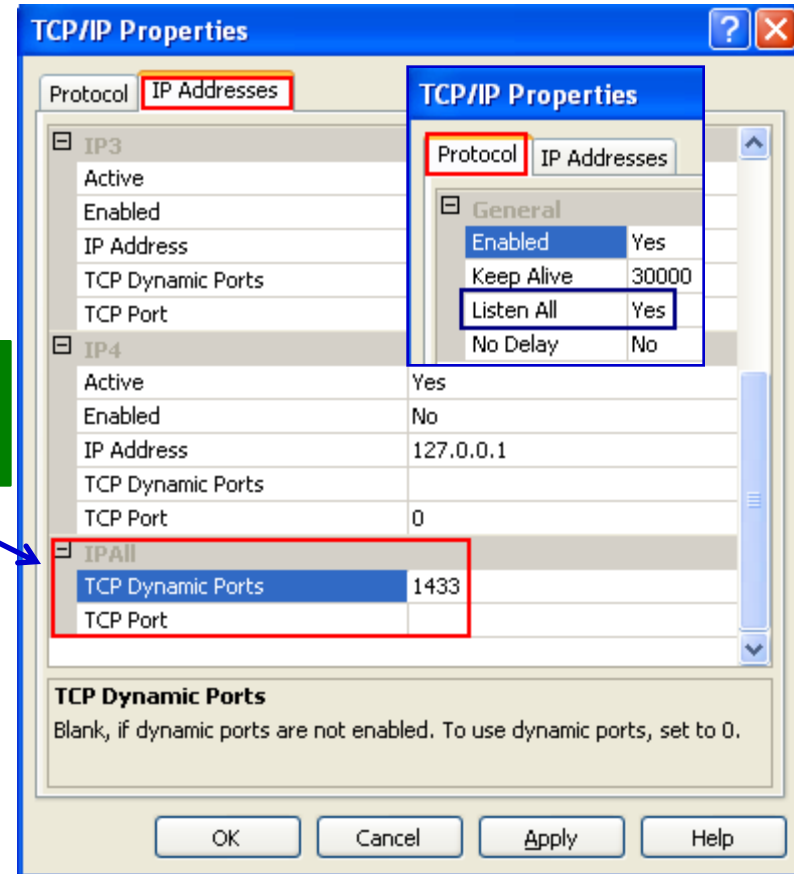 TCP/IP Properties
Protocol IP Addresses
IP3
Active
Enabled
IP Address
TCP Dynamic Ports
TCP Port
TCP/IP Properties
Protocol IP Addresses
General
Enabled Yes
Keep Alive 30000
Listen All Yes
No Delay No
IP4
Active Yes
Enabled No
IP Address 127.0.0.1
TCP Dynamic Ports
TCP Port 0
IPAll
TCP Dynamic Ports 1433
TCP Port
TCP Dynamic Ports
Blank, if dynamic ports are not enabled. To use dynamic ports, set to 0.
OK Cancel Apply Help